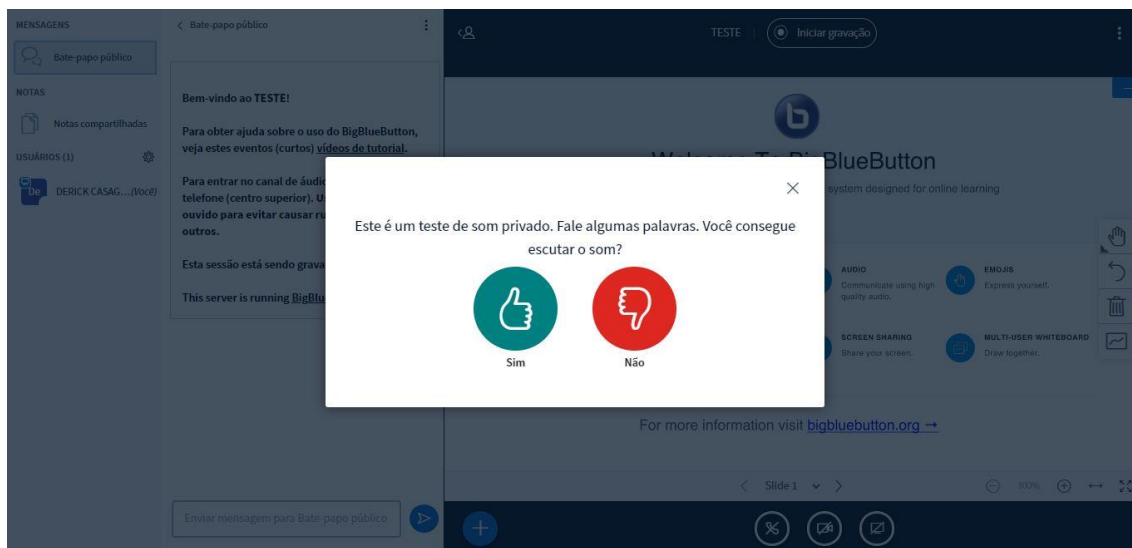 MENSAGENS
Bate-papo público
NOTAS
Notas compartilhadas
USUÁRIOS (1)
De
DERICK CASAG... (Você)
Bate-papo público
Bem-vindo ao TESTE!
Para obter ajuda sobre o uso do BigBlueButton,
veja estes eventos (curtos) vídeos de tutorial.
Para entrar no canal de áudio
telefone (centro superior).
ouvido para evitar causar
outros.
Esta sessão está sendo
This server is running
Enviar mensagem para Bate-papo público
TESTE
Iniciar gravação
b
Welcome To BigBlueButton
system designed for online learning
AUDIO
Communicate using high
quality audio.
EMOJIS
Express yourself.
SCREEN SHARING
Share your screen.
MULTI-USER WHITEBOARD
Draw together.
For more information visit bigbluebutton.org →
Slide 1
100%
Este é um teste de som privado. Fale algumas palavras. Você consegue
escutar o som?
Sim
Não